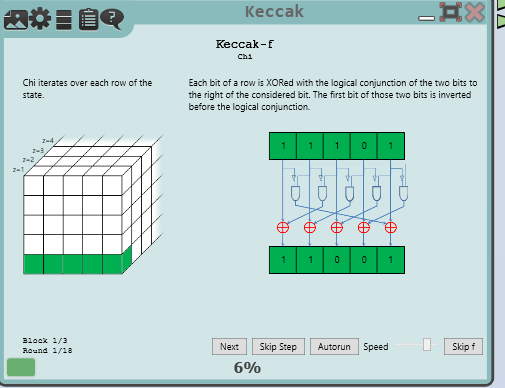 Keccak
Keccak-f
Chi
Chi iterates over each row of the
state.
Each bit of a row is XORed with the logical conjunction of the two bits to
the right of the considered bit. The first bit of those two bits is inverted
before the logical conjunction.
z=4
z=3
z=2
z=1
1 1 1 0 1
1 1 0 0 1
Block 1/3
Round 1/18
Next Skip Step Autorun Speed Skip f
6%